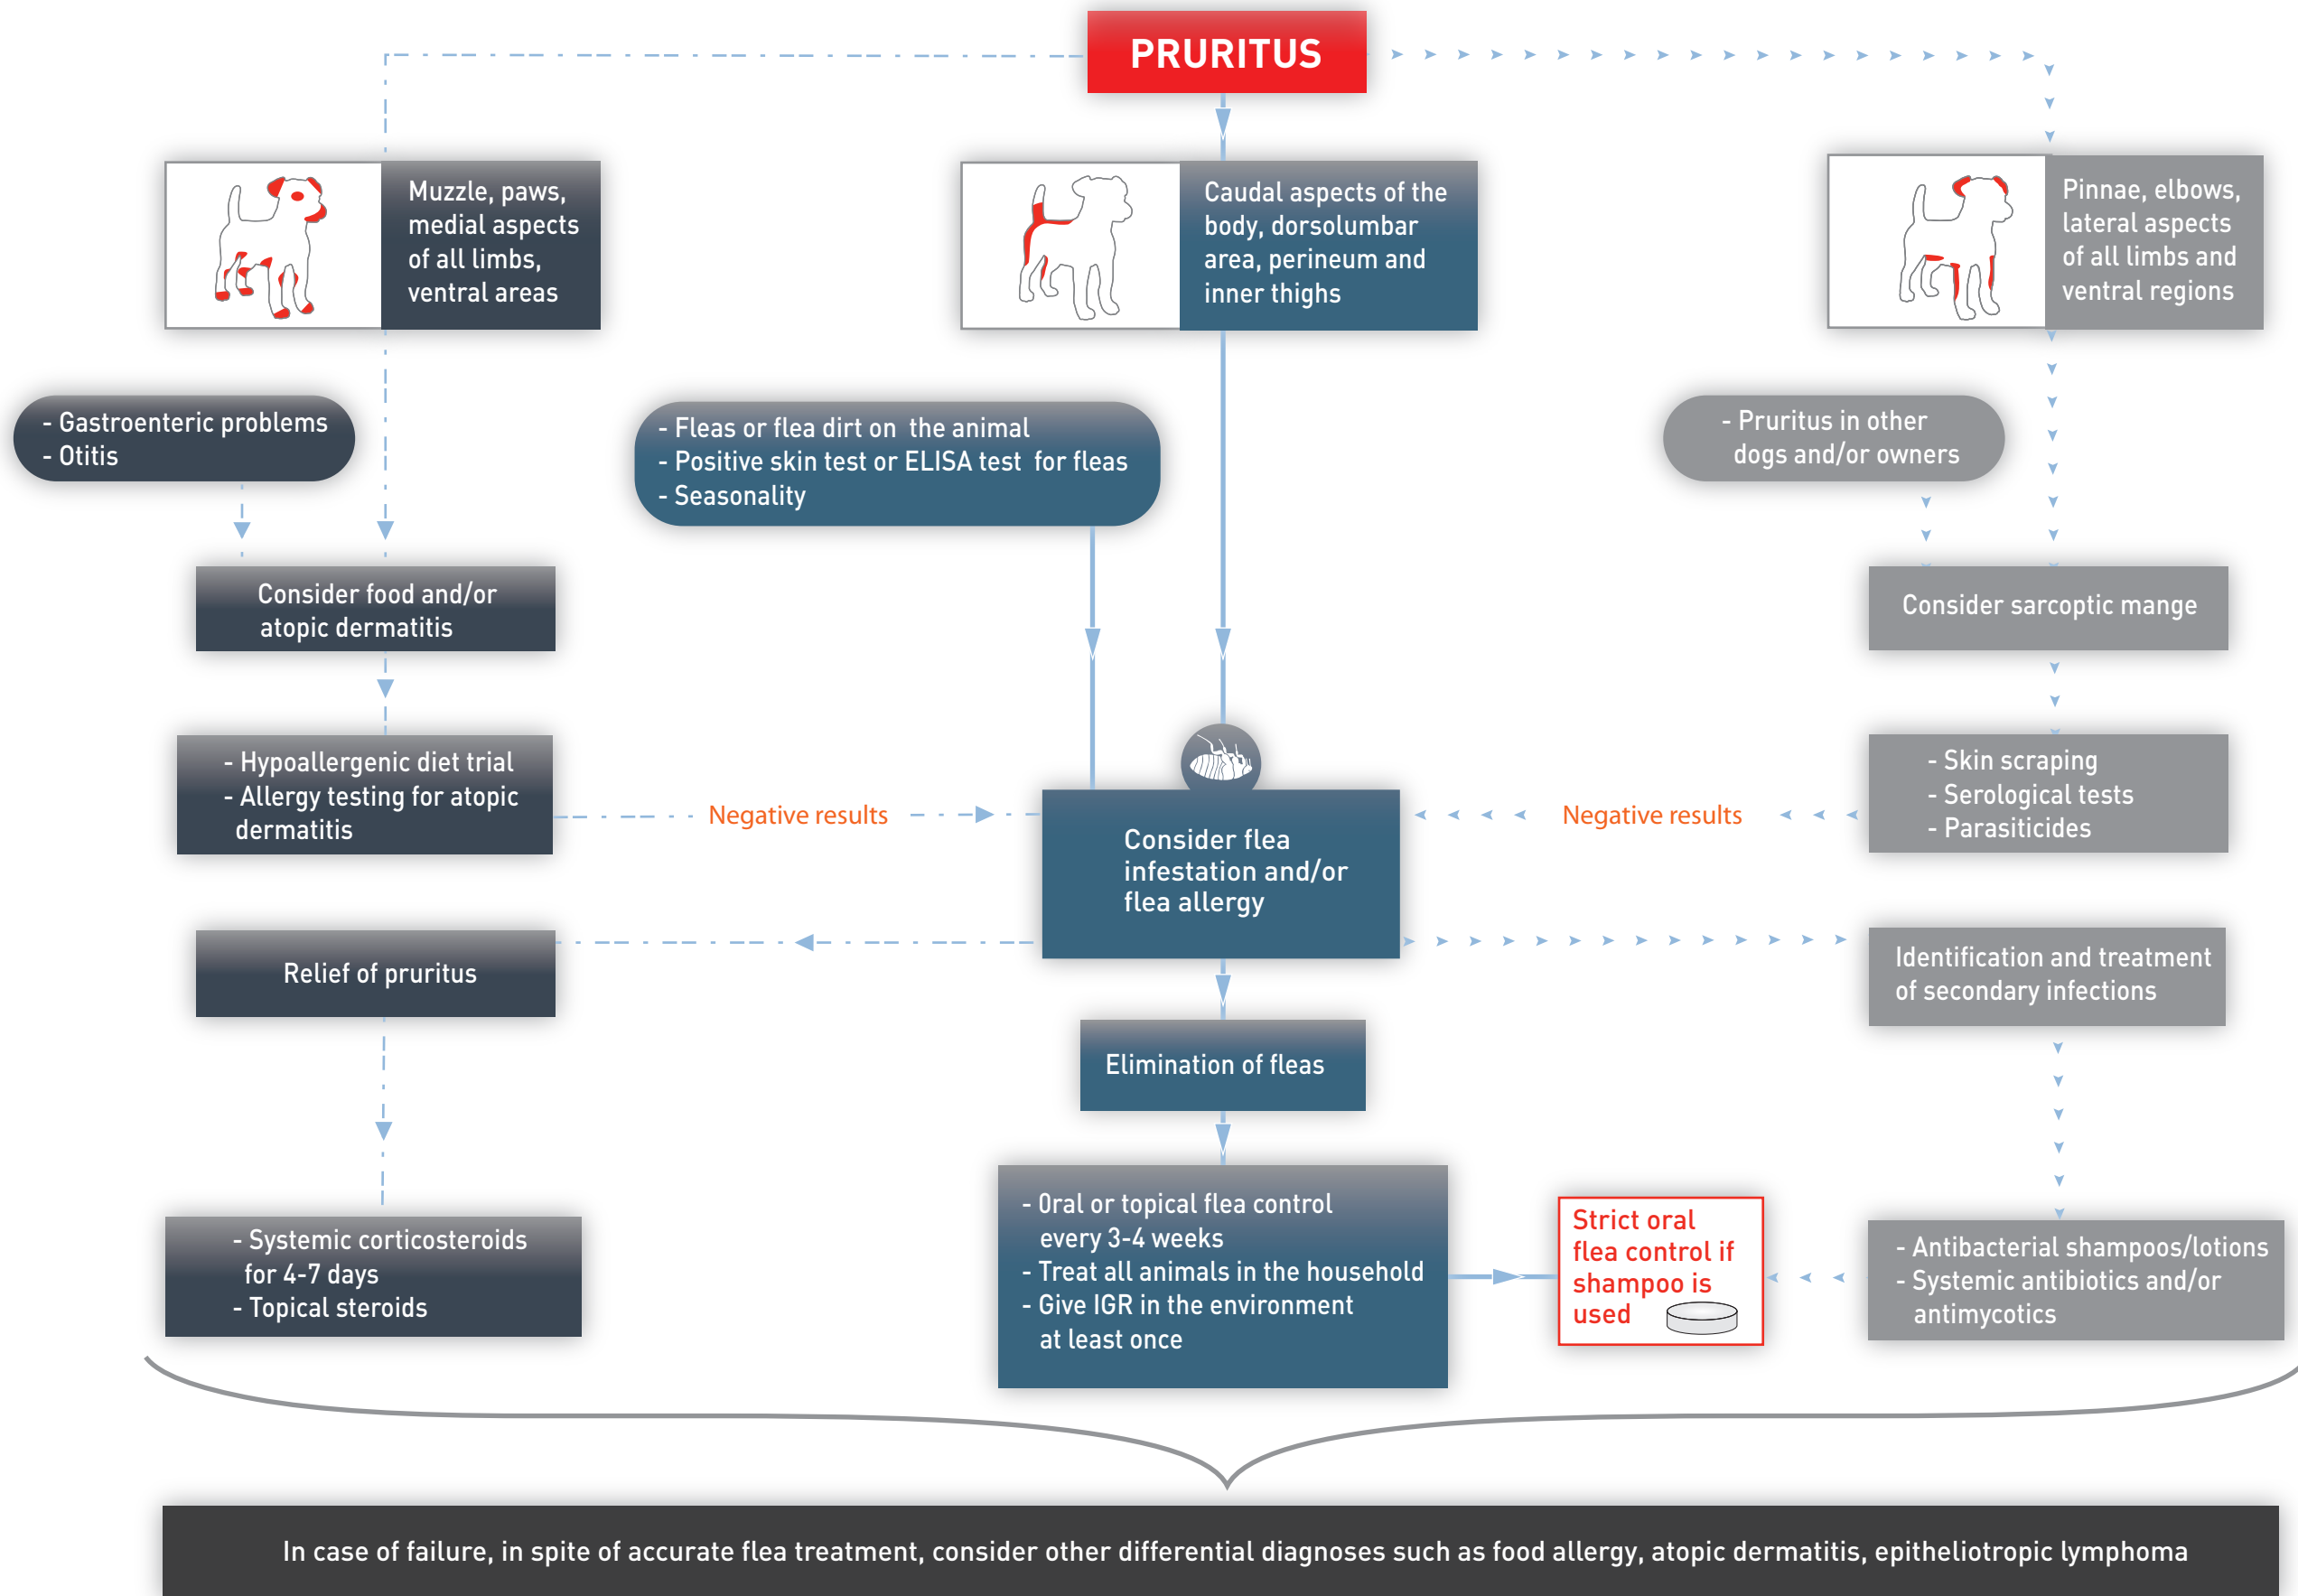 PRURITUS
Muzzle, paws,
medial aspects
of all limbs,
ventral areas
Caudal aspects of the
body, dorsolumbar
area, perineum and
inner thighs
Pinnae, elbows,
lateral aspects
of all limbs and
ventral regions
- Gastroenteric problems
- Otitis
- Fleas or flea dirt on the animal
- Positive skin test or ELISA test for fleas
- Seasonality
- Pruritus in other
dogs and/or owners
Consider food and/or
atopic dermatitis
Consider sarcoptic mange
- Hypoallergenic diet trial
- Allergy testing for atopic
dermatitis
Negative results
Consider flea
infestation and/or
flea allergy
Negative results
- Skin scraping
- Serological tests
- Parasiticides
Relief of pruritus
Identification and treatment
of secondary infections
Elimination of fleas
- Systemic corticosteroids
for 4-7 days
- Topical steroids
- Oral or topical flea control
every 3-4 weeks
- Treat all animals in the household
- Give IGR in the environment
at least once
Strict oral
flea control if
shampoo is
used
- Antibacterial shampoos/lotions
- Systemic antibiotics and/or
antimycotics
In case of failure, in spite of accurate flea treatment, consider other differential diagnoses such as food allergy, atopic dermatitis, epitheliotropic lymphoma